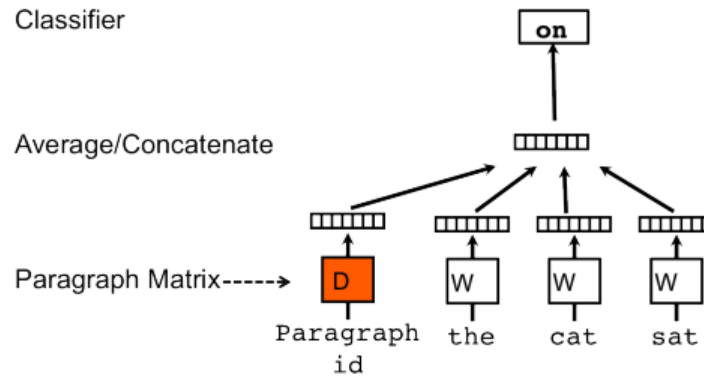 Classifier
on
Average/Concatenate
Paragraph Matrix
D
W
W
W
Paragraph
id
the
cat
sat